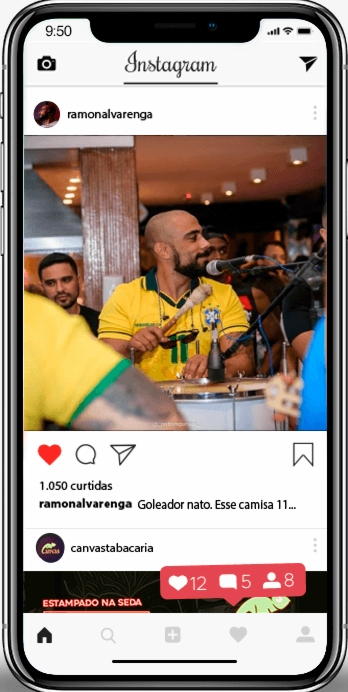 9:50
Instagram
ramonalvarenga
11
1.050 curtidas
ramonalvarenga Goleador nato. Esse camisa 11...
canvastabacaria
12 5 8
ESTAMPADO NA SEDA